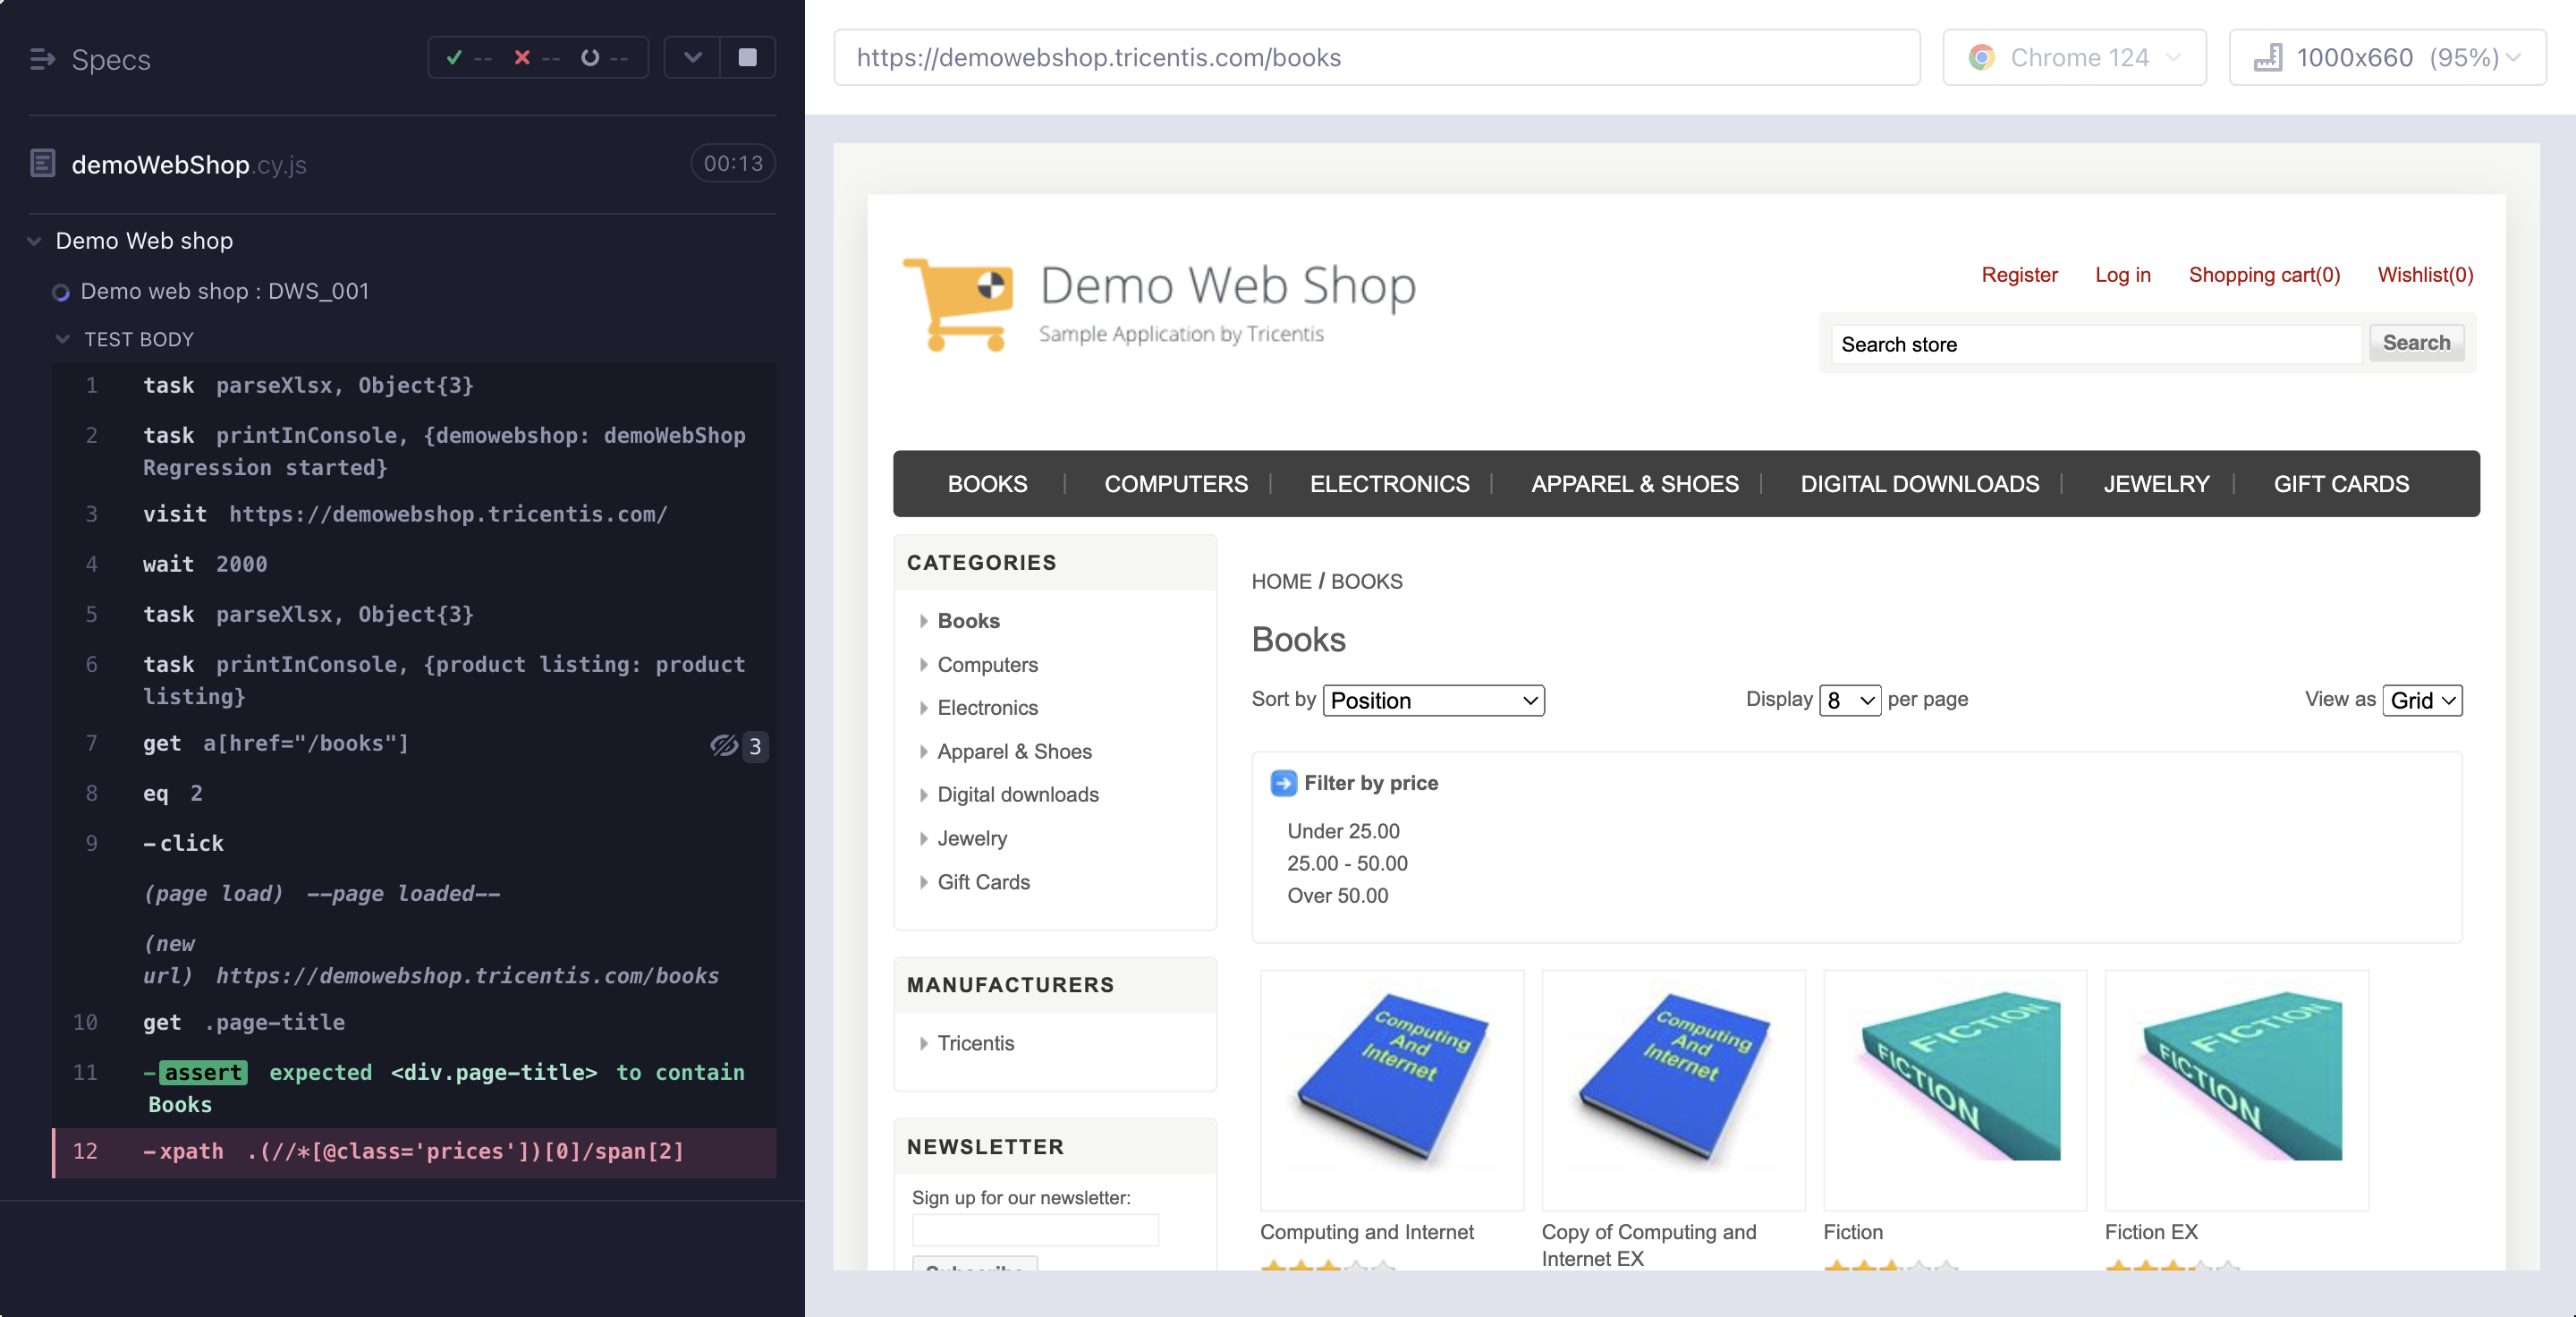 Specs
-- -- --
demoWebShop.cy.js
00:13
Demo Web shop
Demo web shop : DWS_001
TEST BODY
1 task parseXlsx, Object{3}
2 task printInConsole, {demowebshop: demoWebShop
Regression started}
3 visit https://demowebshop.tricentis.com/
4 wait 2000
5 task parseXlsx, Object{3}
6 task printInConsole, {product listing: product
listing}
7 get a[href="/books"] 3
8 eq 2
9 -click
(page load) --page loaded--
(new
url) https://demowebshop.tricentis.com/books
10 get .page-title
11 -assert expected <div.page-title> to contain
Books
12 -xpath .(//*[@class='prices'])[0]/span[2]
https://demowebshop.tricentis.com/books
Chrome 124
1000x660 (95%)
Demo Web Shop
Sample Application by Tricentis
Register Log in Shopping cart(0) Wishlist(0)
Search store Search
BOOKS COMPUTERS ELECTRONICS APPAREL & SHOES DIGITAL DOWNLOADS JEWELRY GIFT CARDS
CATEGORIES
Books
Computers
Electronics
Apparel & Shoes
Digital downloads
Jewelry
Gift Cards
MANUFACTURERS
Tricentis
NEWSLETTER
Sign up for our newsletter:
Subscribe
HOME / BOOKS
Books
Sort by Position Display 8 per page View as Grid
Filter by price
Under 25.00
25.00 - 50.00
Over 50.00
Computing
And
Internet
Computing
And
Internet
FICTION
FICTION
FICTION
FICTION
Computing and Internet
Copy of Computing and
Internet EX
Fiction
Fiction EX